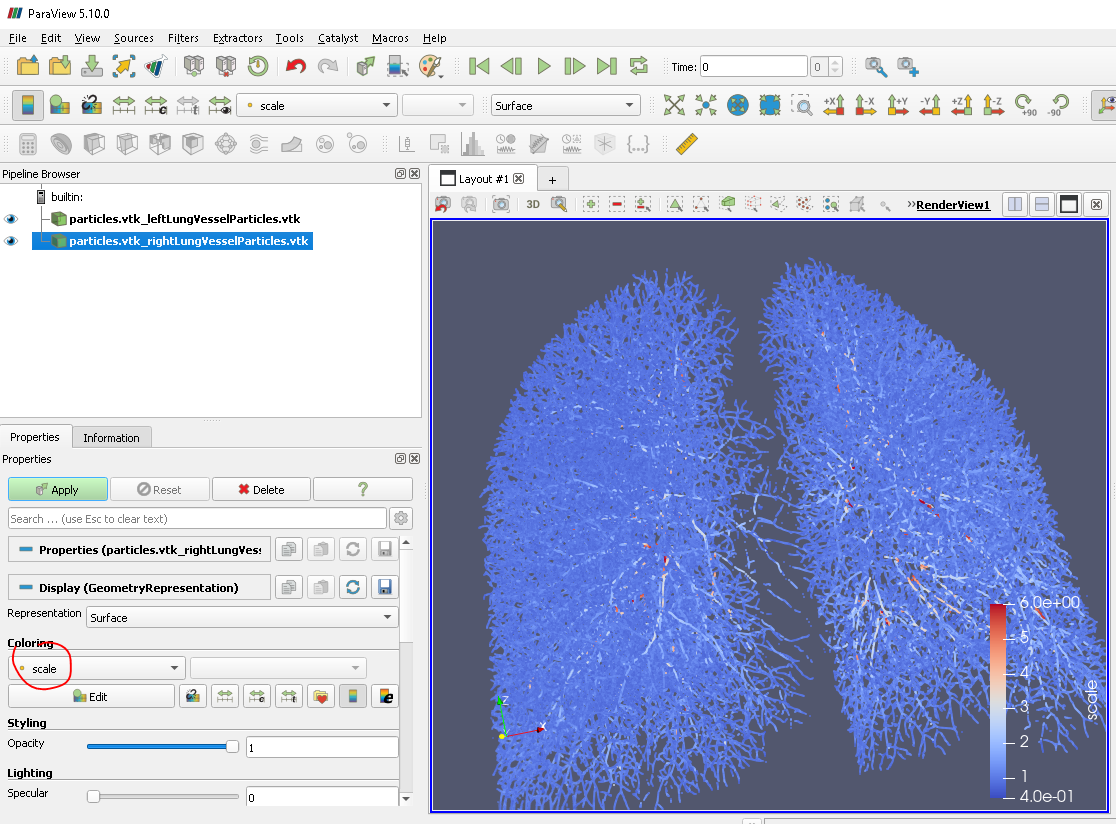 ParaView 5.10.0
File Edit View Sources Filters Extractors Tools Catalyst Macros Help
Time: 0 0
scale Surface +X -X +Y -Y +Z -Z +90 -90
Pipeline Browser
builtin:
particles.vtk_leftLungVesselParticles.vtk
particles.vtk_rightLungVesselParticles.vtk
Properties Information
Properties
Apply Reset Delete ?
Search ... (use Esc to clear text)
Properties (particles.vtk_rightLungVess
Display (GeometryRepresentation)
Representation Surface
Coloring
scale
Edit
Styling
Opacity 1
Lighting
Specular 0
Layout #1 +
3D RenderView1
Z
X
6.0e+00
5
4
3
2
1
4.0e-01
scale